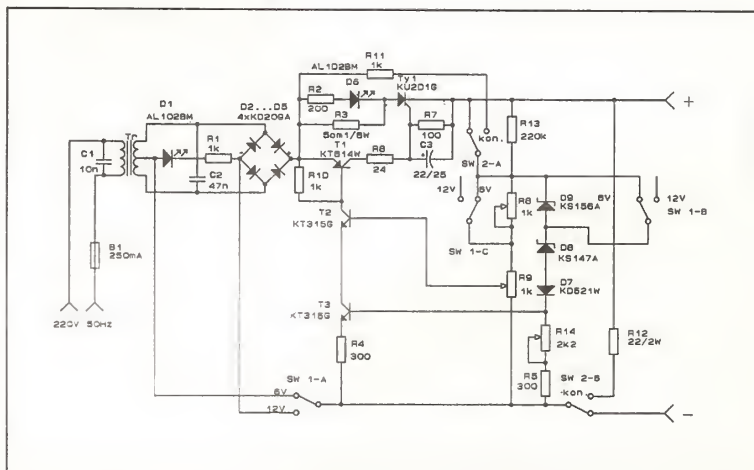 R11
1k
AL102BM
D6
Ty1
KU201G
R2
200
R3
5om1/5W
R7
100
C3
22/25
R6
24
T1
KT814W
D1
AL102BM
D2...D5
4xKD209A
R1
1k
Tr
C1
10n
C2
47n
R10
1k
B1
250mA
220V 50HZ
T2
KT315G
T3
KT315G
R4
300
SW 1-A
6V
12V
kon.
SW 2-A
R13
220k
12V
6V
SW 1-C
R8
1k
R9
1k
D9
KS156A
D8
KS147A
D7
KD521W
6V
12V
SW 1-B
R14
2k2
R5
300
SW 2-B
kon.
R12
22/2W
+
−